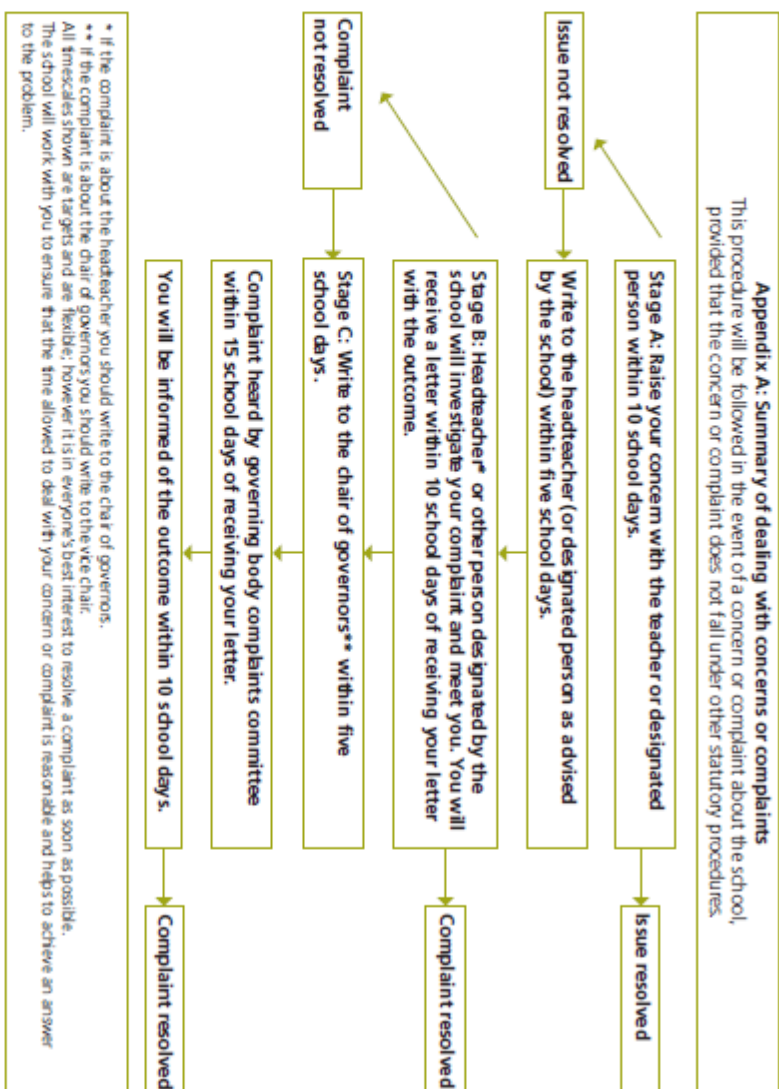 Appendix A: Summary of dealing with concerns or complaints
This procedure will be followed in the event of a concern or complaint about the school,
provided that the concern or complaint does not fall under other statutory procedures.
Stage A: Raise your concern with the teacher or designated
person within 10 school days.
Issue resolved
Issue not resolved
Write to the headteacher (or designated person as advised
by the school) within five school days.
Stage B: Headteacher* or other person designated by the
school will investigate your complaint and meet you. You will
receive a letter within 10 school days of receiving your letter
with the outcome.
Complaint resolved
Complaint
not resolved
Stage C: Write to the chair of governors** within five
school days.
Complaint heard by governing body complaints committee
within 15 school days of receiving your letter.
You will be informed of the outcome within 10 school days.
Complaint resolved
* If the complaint is about the headteacher you should write to the chair of governors.
** If the complaint is about the chair of governors you should write to the vice chair.
All timescales shown are targets and are flexible; however it is in everyone's best interest to resolve a complaint as soon as possible.
The school will work with you to ensure that the time allowed to deal with your concern or complaint is reasonable and helps to achieve an answer
to the problem.